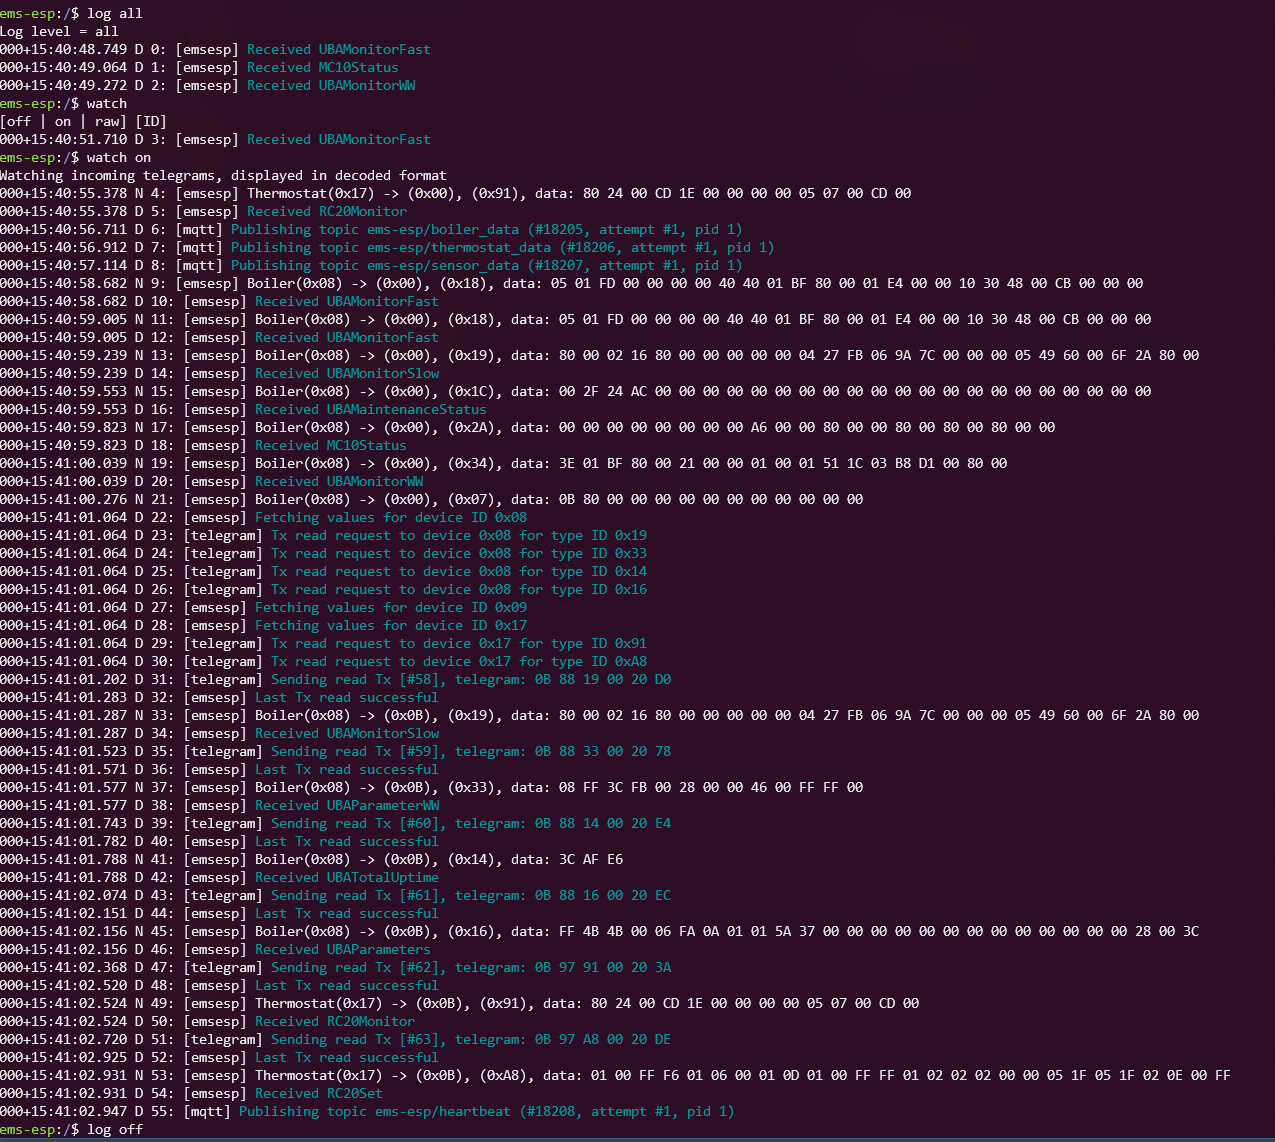 ems-esp:/$ log all
Log level = all
000+15:40:48.749 D 0: [emsesp] Received UBAMonitorFast
000+15:40:49.064 D 1: [emsesp] Received MC10Status
000+15:40:49.272 D 2: [emsesp] Received UBAMonitorWW
ems-esp:/$ watch
[off | on | raw] [ID]
000+15:40:51.710 D 3: [emsesp] Received UBAMonitorFast
ems-esp:/$ watch on
Watching incoming telegrams, displayed in decoded format
000+15:40:55.378 N 4: [emsesp] Thermostat(0x17) -> (0x00), (0x91), data: 80 24 00 CD 1E 00 00 00 00 05 07 00 CD 00
000+15:40:55.378 D 5: [emsesp] Received RC20Monitor
000+15:40:56.711 D 6: [mqtt] Publishing topic ems-esp/boiler_data (#18205, attempt #1, pid 1)
000+15:40:56.912 D 7: [mqtt] Publishing topic ems-esp/thermostat_data (#18206, attempt #1, pid 1)
000+15:40:57.114 D 8: [mqtt] Publishing topic ems-esp/sensor_data (#18207, attempt #1, pid 1)
000+15:40:58.682 N 9: [emsesp] Boiler(0x08) -> (0x00), (0x18), data: 05 01 FD 00 00 00 00 40 40 01 BF 80 00 01 E4 00 00 10 30 48 00 CB 00 00 00
000+15:40:58.682 D 10: [emsesp] Received UBAMonitorFast
000+15:40:59.005 N 11: [emsesp] Boiler(0x08) -> (0x00), (0x18), data: 05 01 FD 00 00 00 00 40 40 01 BF 80 00 01 E4 00 00 10 30 48 00 CB 00 00 00
000+15:40:59.005 D 12: [emsesp] Received UBAMonitorFast
000+15:40:59.239 N 13: [emsesp] Boiler(0x08) -> (0x00), (0x19), data: 80 00 02 16 80 00 00 00 00 00 04 27 FB 06 9A 7C 00 00 00 05 49 60 00 6F 2A 80 00
000+15:40:59.239 D 14: [emsesp] Received UBAMonitorSlow
000+15:40:59.553 N 15: [emsesp] Boiler(0x08) -> (0x00), (0x1C), data: 00 2F 24 AC 00 00 00 00 00 00 00 00 00 00 00 00 00 00 00 00 00 00 00 00 00
000+15:40:59.553 D 16: [emsesp] Received UBAMaintenanceStatus
000+15:40:59.823 N 17: [emsesp] Boiler(0x08) -> (0x00), (0x2A), data: 00 00 00 00 00 00 00 00 A6 00 00 80 00 00 80 00 80 00 80 00 00
000+15:40:59.823 D 18: [emsesp] Received MC10Status
000+15:41:00.039 N 19: [emsesp] Boiler(0x08) -> (0x00), (0x34), data: 3E 01 BF 80 00 21 00 00 01 00 01 51 1C 03 B8 D1 00 80 00
000+15:41:00.039 D 20: [emsesp] Received UBAMonitorWW
000+15:41:00.276 N 21: [emsesp] Boiler(0x08) -> (0x00), (0x07), data: 0B 80 00 00 00 00 00 00 00 00 00 00 00
000+15:41:01.064 D 22: [emsesp] Fetching values for device ID 0x08
000+15:41:01.064 D 23: [telegram] Tx read request to device 0x08 for type ID 0x19
000+15:41:01.064 D 24: [telegram] Tx read request to device 0x08 for type ID 0x33
000+15:41:01.064 D 25: [telegram] Tx read request to device 0x08 for type ID 0x14
000+15:41:01.064 D 26: [telegram] Tx read request to device 0x08 for type ID 0x16
000+15:41:01.064 D 27: [emsesp] Fetching values for device ID 0x09
000+15:41:01.064 D 28: [emsesp] Fetching values for device ID 0x17
000+15:41:01.064 D 29: [telegram] Tx read request to device 0x17 for type ID 0x91
000+15:41:01.064 D 30: [telegram] Tx read request to device 0x17 for type ID 0xA8
000+15:41:01.202 D 31: [telegram] Sending read Tx [#58], telegram: 0B 88 19 00 20 D0
000+15:41:01.283 D 32: [emsesp] Last Tx read successful
000+15:41:01.287 N 33: [emsesp] Boiler(0x08) -> (0x0B), (0x19), data: 80 00 02 16 80 00 00 00 00 00 04 27 FB 06 9A 7C 00 00 00 05 49 60 00 6F 2A 80 00
000+15:41:01.287 D 34: [emsesp] Received UBAMonitorSlow
000+15:41:01.523 D 35: [telegram] Sending read Tx [#59], telegram: 0B 88 33 00 20 78
000+15:41:01.571 D 36: [emsesp] Last Tx read successful
000+15:41:01.577 N 37: [emsesp] Boiler(0x08) -> (0x0B), (0x33), data: 08 FF 3C FB 00 28 00 00 46 00 FF FF 00
000+15:41:01.577 D 38: [emsesp] Received UBAParameterWW
000+15:41:01.743 D 39: [telegram] Sending read Tx [#60], telegram: 0B 88 14 00 20 E4
000+15:41:01.782 D 40: [emsesp] Last Tx read successful
000+15:41:01.788 N 41: [emsesp] Boiler(0x08) -> (0x0B), (0x14), data: 3C AF E6
000+15:41:01.788 D 42: [emsesp] Received UBATotalUptime
000+15:41:02.074 D 43: [telegram] Sending read Tx [#61], telegram: 0B 88 16 00 20 EC
000+15:41:02.151 D 44: [emsesp] Last Tx read successful
000+15:41:02.156 N 45: [emsesp] Boiler(0x08) -> (0x0B), (0x16), data: FF 4B 4B 00 06 FA 0A 01 01 5A 37 00 00 00 00 00 00 00 00 00 00 00 00 00 28 00 3C
000+15:41:02.156 D 46: [emsesp] Received UBAParameters
000+15:41:02.368 D 47: [telegram] Sending read Tx [#62], telegram: 0B 97 91 00 20 3A
000+15:41:02.520 D 48: [emsesp] Last Tx read successful
000+15:41:02.524 N 49: [emsesp] Thermostat(0x17) -> (0x0B), (0x91), data: 80 24 00 CD 1E 00 00 00 00 05 07 00 CD 00
000+15:41:02.524 D 50: [emsesp] Received RC20Monitor
000+15:41:02.720 D 51: [telegram] Sending read Tx [#63], telegram: 0B 97 A8 00 20 DE
000+15:41:02.925 D 52: [emsesp] Last Tx read successful
000+15:41:02.931 N 53: [emsesp] Thermostat(0x17) -> (0x0B), (0xA8), data: 01 00 FF F6 01 06 00 01 0D 01 00 FF FF 01 02 02 02 00 00 05 1F 05 1F 02 0E 00 FF
000+15:41:02.931 D 54: [emsesp] Received RC20Set
000+15:41:02.947 D 55: [mqtt] Publishing topic ems-esp/heartbeat (#18208, attempt #1, pid 1)
ems-esp:/$ log off